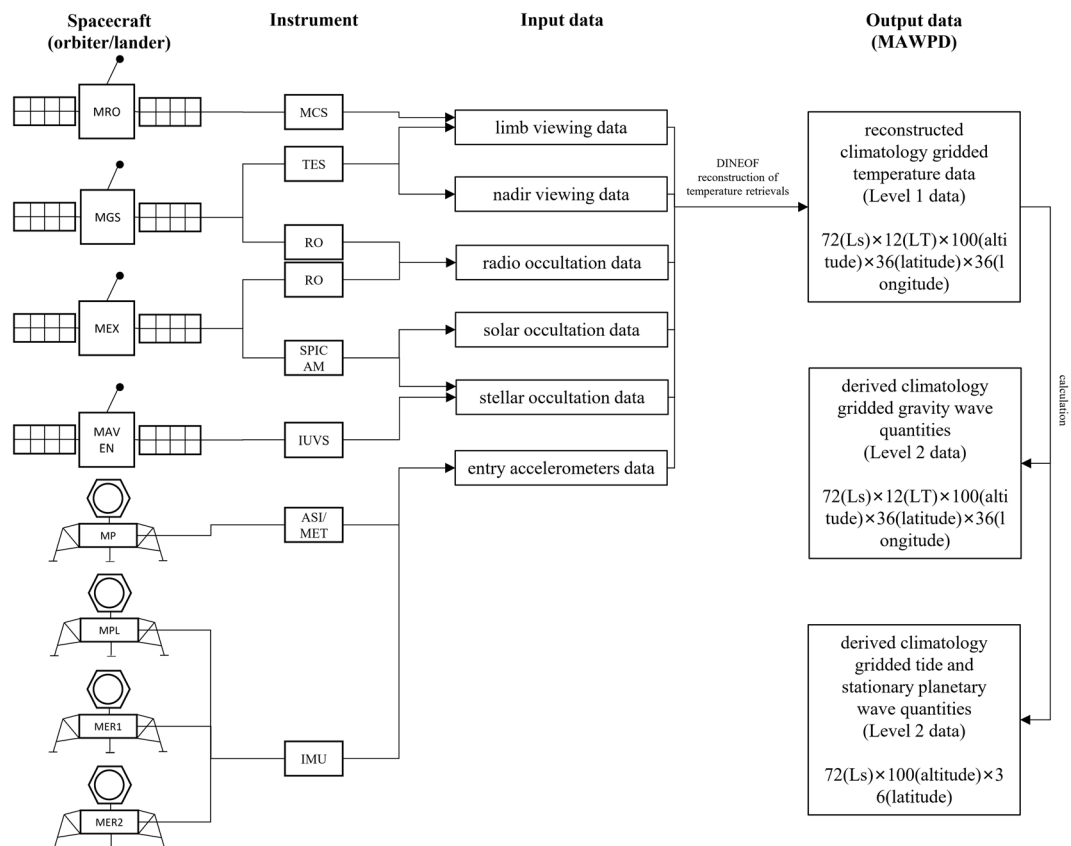 Spacecraft
(orbiter/lander)
Instrument
Input data
Output data
(MAWPD)
MRO
MGS
MEX
MAV
EN
MP
MPL
MER1
MER2
MCS
TES
RO
RO
SPIC
AM
IUVS
ASI/
MET
IMU
limb viewing data
nadir viewing data
radio occultation data
solar occultation data
stellar occultation data
entry accelerometers data
DINEOF
reconstruction of
temperature retrievals
reconstructed
climatology gridded
temperature data
(Level 1 data)
72(Ls)×12(LT)×100(alti
tude)×36(latitude)×36(l
ongitude)
calculation
derived climatology
gridded gravity wave
quantities
(Level 2 data)
72(Ls)×12(LT)×100(alti
tude)×36(latitude)×36(l
ongitude)
derived climatology
gridded tide and
stationary planetary
wave quantities
(Level 2 data)
72(Ls)×100(altitude)×3
6(latitude)